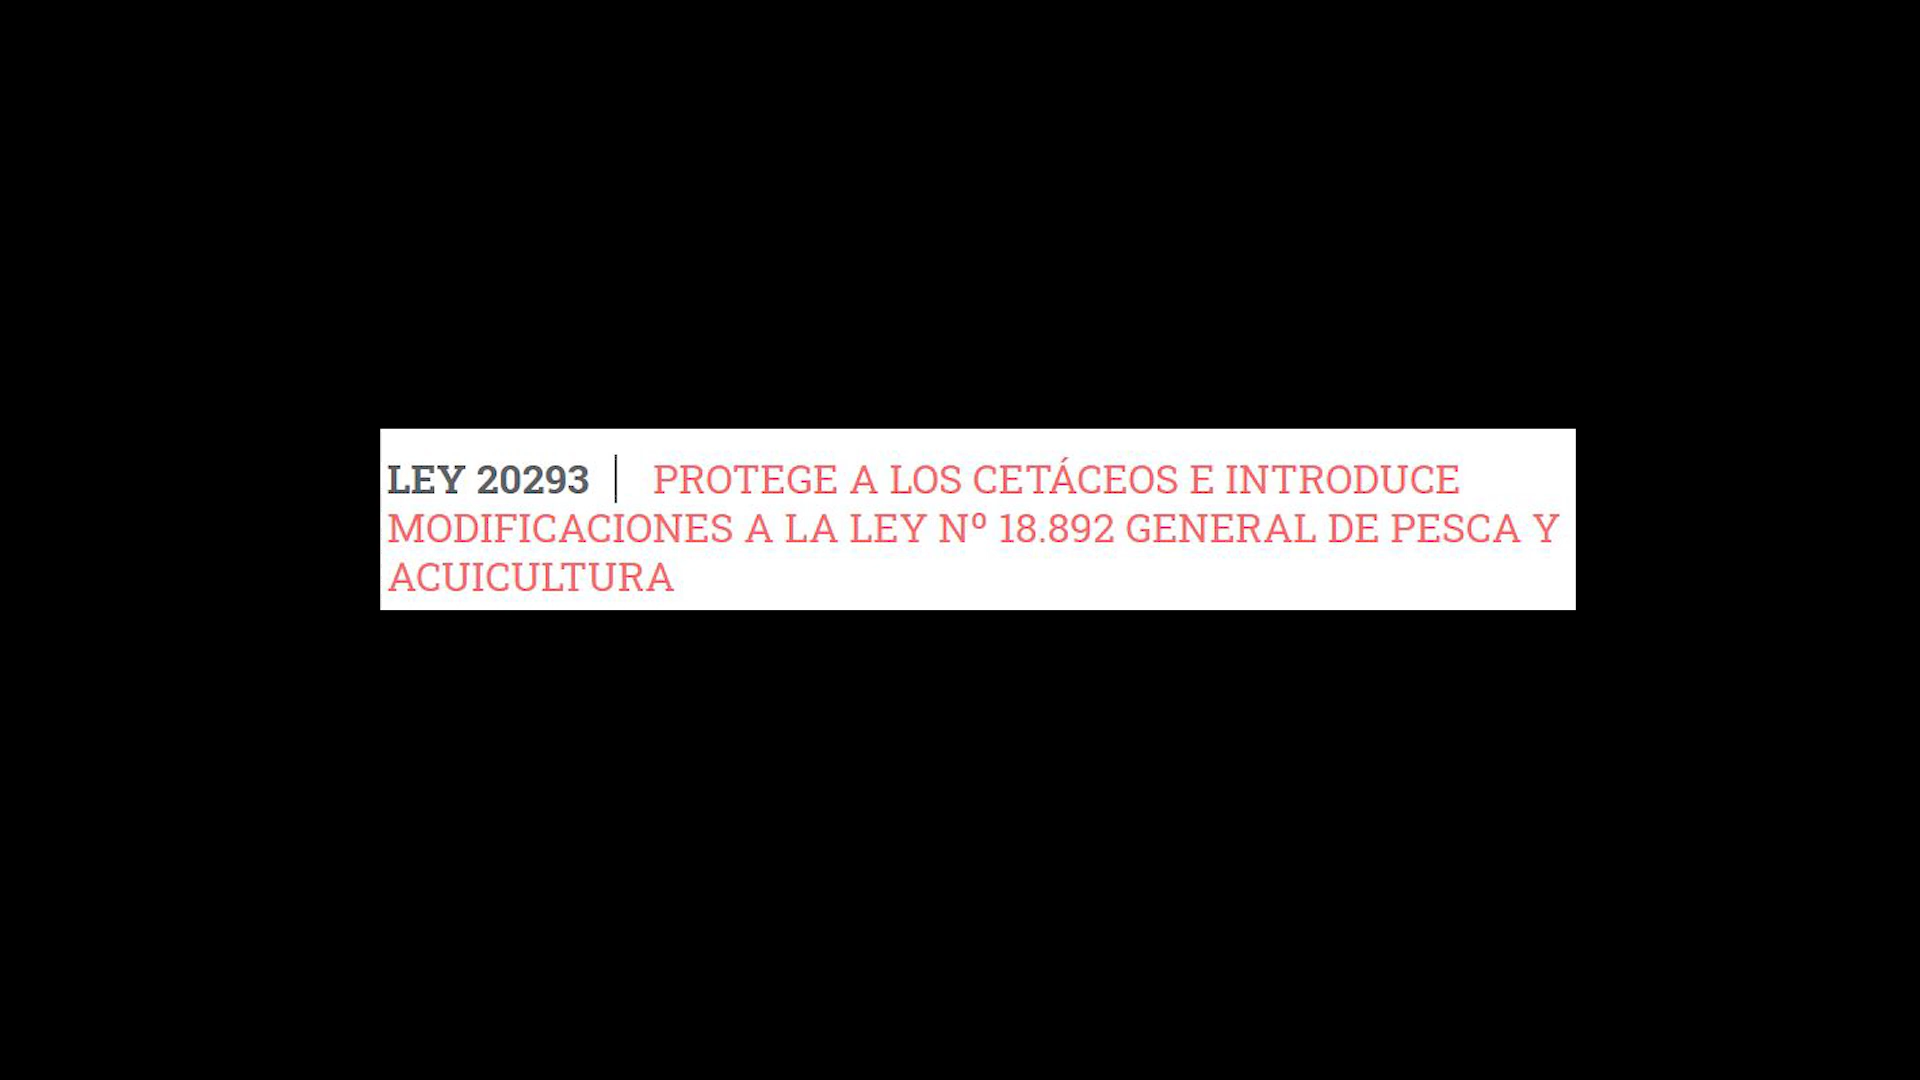 LEY 20293 | PROTEGE A LOS CETÁCEOS E INTRODUCE
MODIFICACIONES A LA LEY Nº 18.892 GENERAL DE PESCA Y
ACUICULTURA